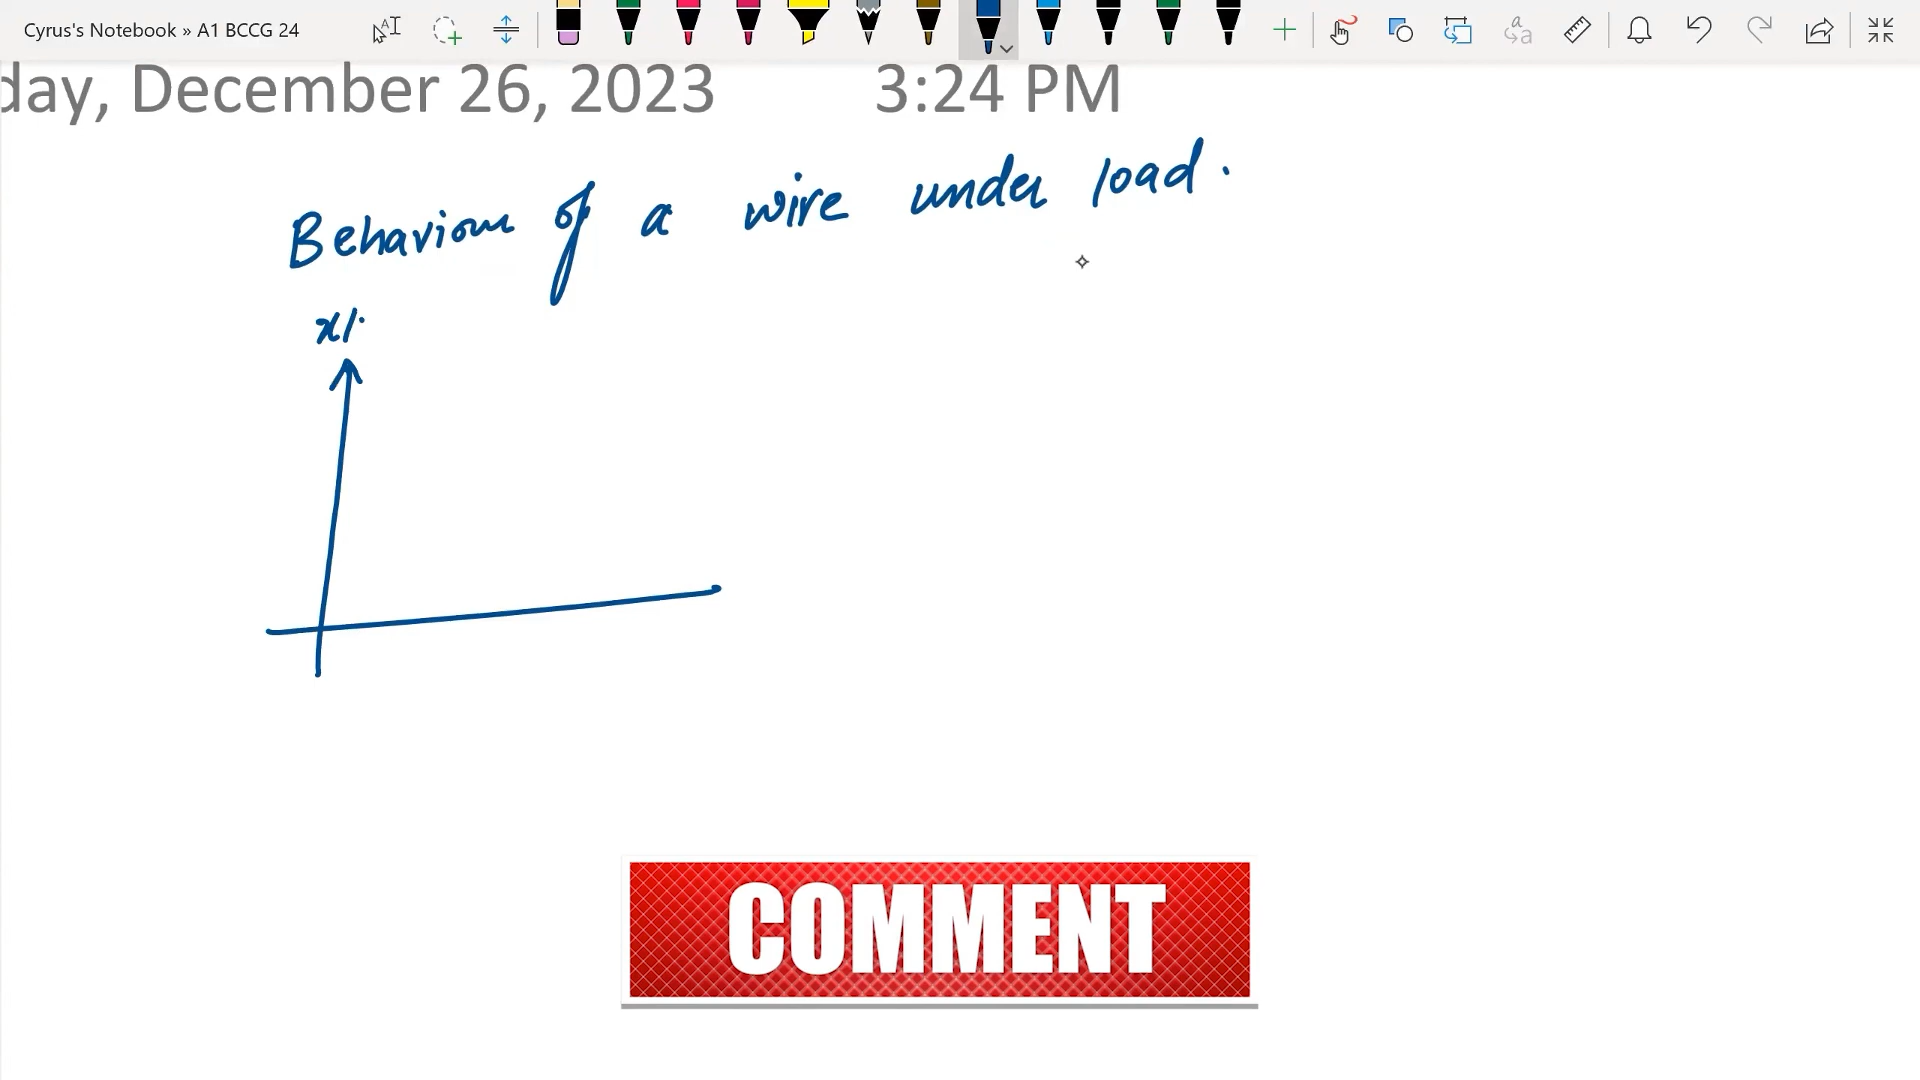 Cyrus's Notebook » A1 BCCG 24
day, December 26, 2023 3:24 PM
Behaviour of a wire under load.
COMMENT